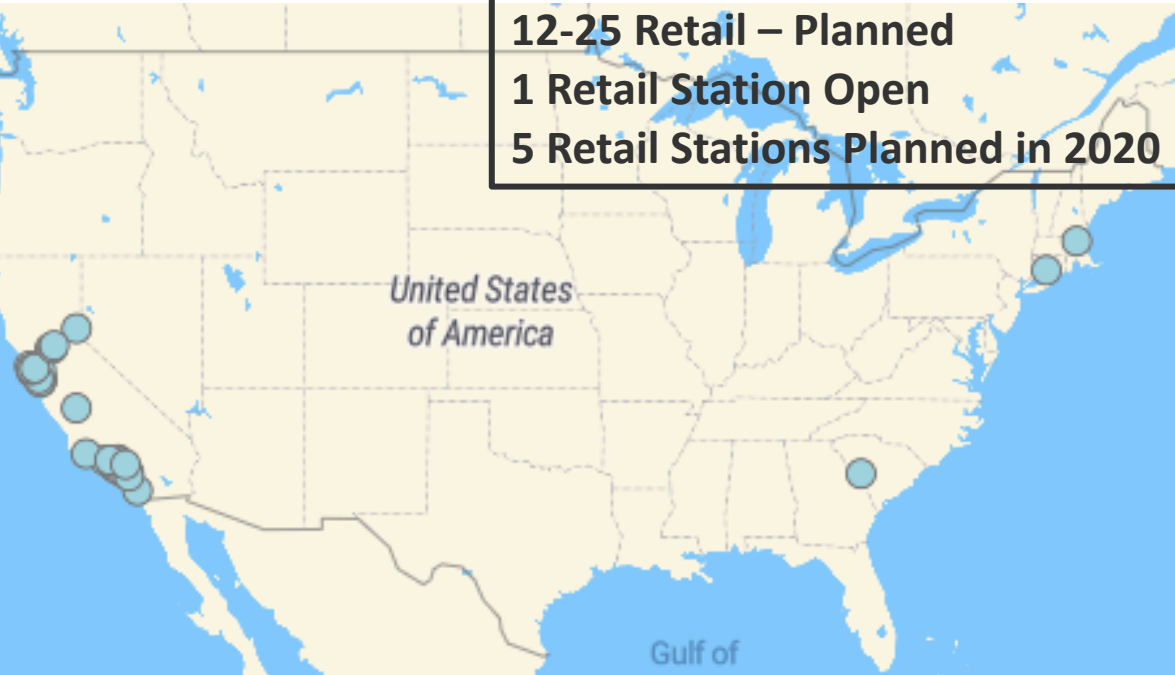 12-25 Retail – Planned
1 Retail Station Open
5 Retail Stations Planned in 2020
United States
of America
Gulf of